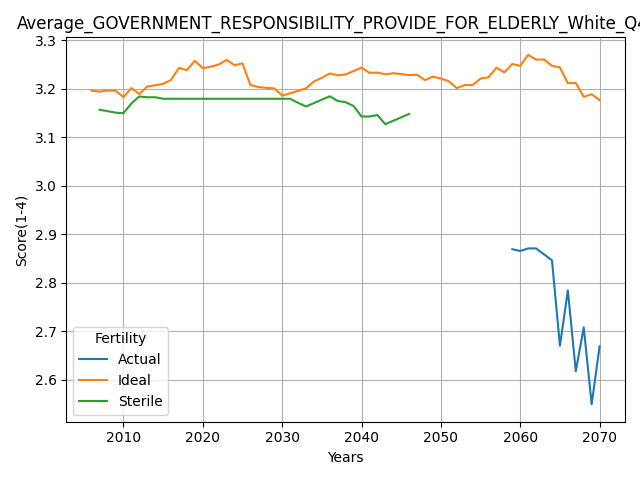 Average_GOVERNMENT_RESPONSIBILITY_PROVIDE_FOR_ELDERLY_White_Q4
3.3
3.2
3.1
3.0
2.9
2.8
2.7
2.6
Score(1-4)
Fertility
Actual
Ideal
Sterile
2010 2020 2030 2040 2050 2060 2070
Years